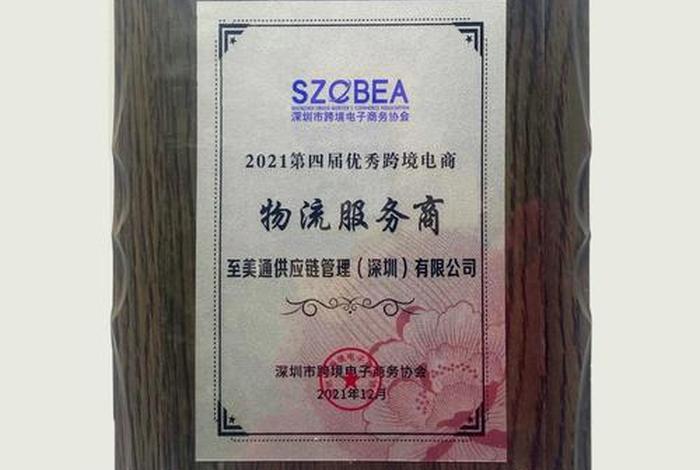 SZCBEA
SHENZHEN CROSS-BORDER E-COMMERCE ASSOCIATION
深圳市跨境电子商务协会
2021第四届优秀跨境电商
物流服务商
至美通供应链管理(深圳)有限公司
深圳市跨境电子商务协会
2021年12月